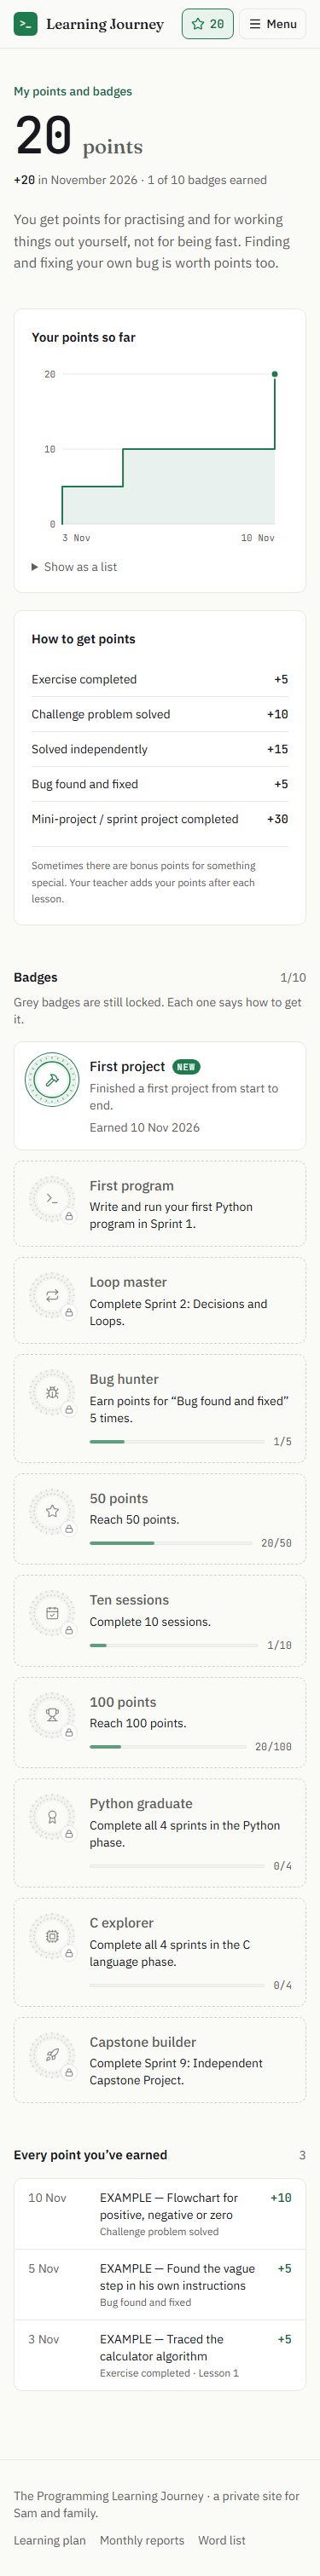 >_ Learning Journey 20 Menu
My points and badges
20 points
+20 in November 2026 · 1 of 10 badges earned
You get points for practising and for working
things out yourself, not for being fast. Finding
and fixing your own bug is worth points too.
Your points so far
20
10
0
3 Nov 10 Nov
Show as a list
How to get points
Exercise completed +5
Challenge problem solved +10
Solved independently +15
Bug found and fixed +5
Mini-project / sprint project completed +30
Sometimes there are bonus points for something
special. Your teacher adds your points after each
lesson.
Badges 1/10
Grey badges are still locked. Each one says how to get
it.
First project NEW
Finished a first project from start to
end.
Earned 10 Nov 2026
First program
Write and run your first Python
program in Sprint 1.
Loop master
Complete Sprint 2: Decisions and
Loops.
Bug hunter
Earn points for “Bug found and fixed”
5 times.
1/5
50 points
Reach 50 points.
20/50
Ten sessions
Complete 10 sessions.
1/10
100 points
Reach 100 points.
20/100
Python graduate
Complete all 4 sprints in the Python
phase.
0/4
C explorer
Complete all 4 sprints in the C
language phase.
0/4
Capstone builder
Complete Sprint 9: Independent
Capstone Project.
Every point you’ve earned 3
10 Nov EXAMPLE — Flowchart for +10
positive, negative or zero
Challenge problem solved
5 Nov EXAMPLE — Found the vague +5
step in his own instructions
Bug found and fixed
3 Nov EXAMPLE — Traced the +5
calculator algorithm
Exercise completed · Lesson 1
The Programming Learning Journey · a private site for
Sam and family.
Learning plan Monthly reports Word list